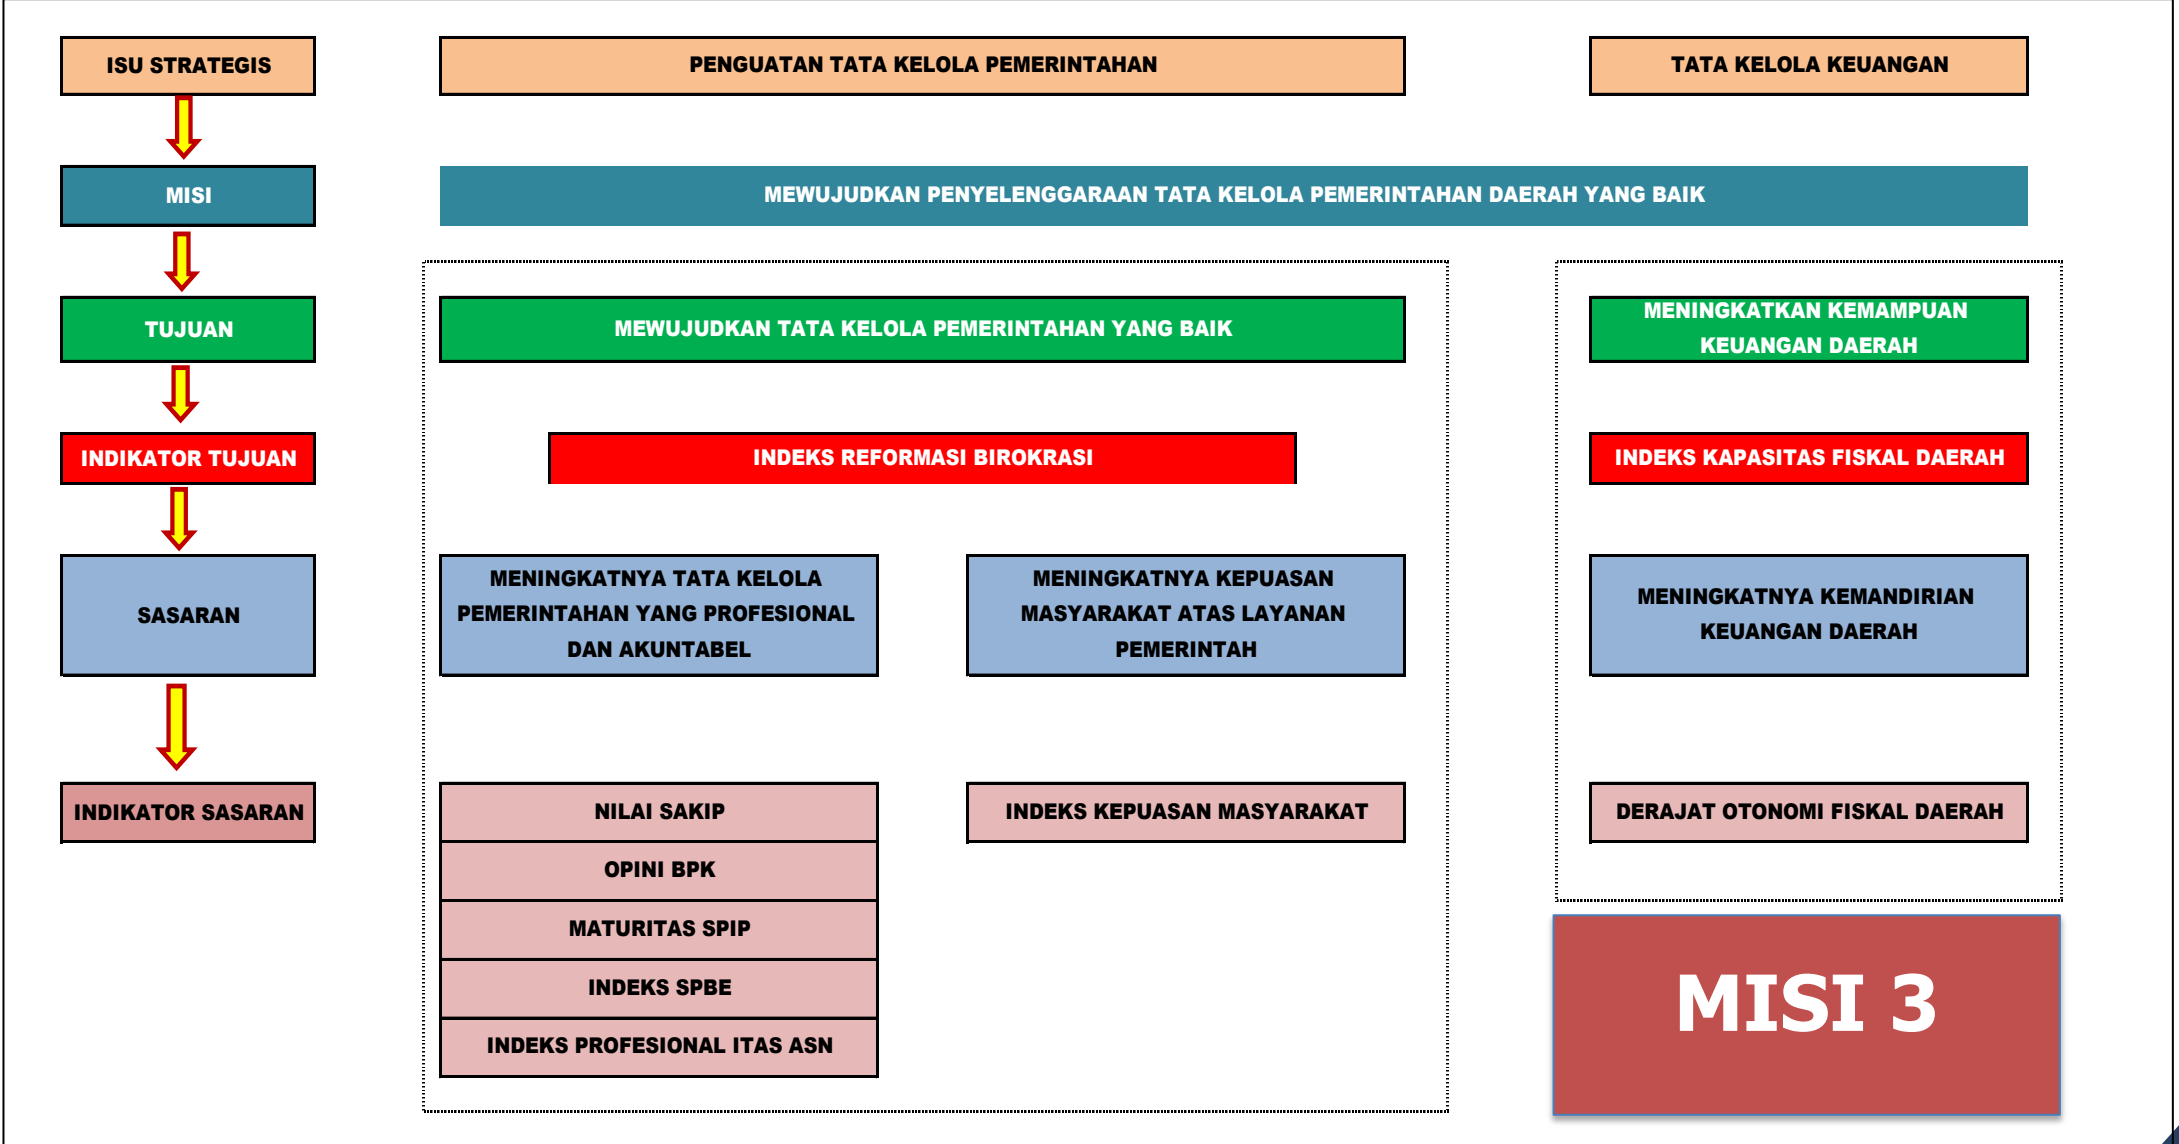 ISU STRATEGIS
PENGUATAN TATA KELOLA PEMERINTAHAN
TATA KELOLA KEUANGAN
MISI
MEWUJUDKAN PENYELENGGARAAN TATA KELOLA PEMERINTAHAN DAERAH YANG BAIK
TUJUAN
MEWUJUDKAN TATA KELOLA PEMERINTAHAN YANG BAIK
MENINGKATKAN KEMAMPUAN
KEUANGAN DAERAH
INDIKATOR TUJUAN
INDEKS REFORMASI BIROKRASI
INDEKS KAPASITAS FISKAL DAERAH
SASARAN
MENINGKATNYA TATA KELOLA
PEMERINTAHAN YANG PROFESIONAL
DAN AKUNTABEL
MENINGKATNYA KEPUASAN
MASYARAKAT ATAS LAYANAN
PEMERINTAH
MENINGKATNYA KEMANDIRIAN
KEUANGAN DAERAH
INDIKATOR SASARAN
NILAI SAKIP
INDEKS KEPUASAN MASYARAKAT
DERAJAT OTONOMI FISKAL DAERAH
OPINI BPK
MATURITAS SPIP
INDEKS SPBE
INDEKS PROFESIONAL ITAS ASN
MISI 3